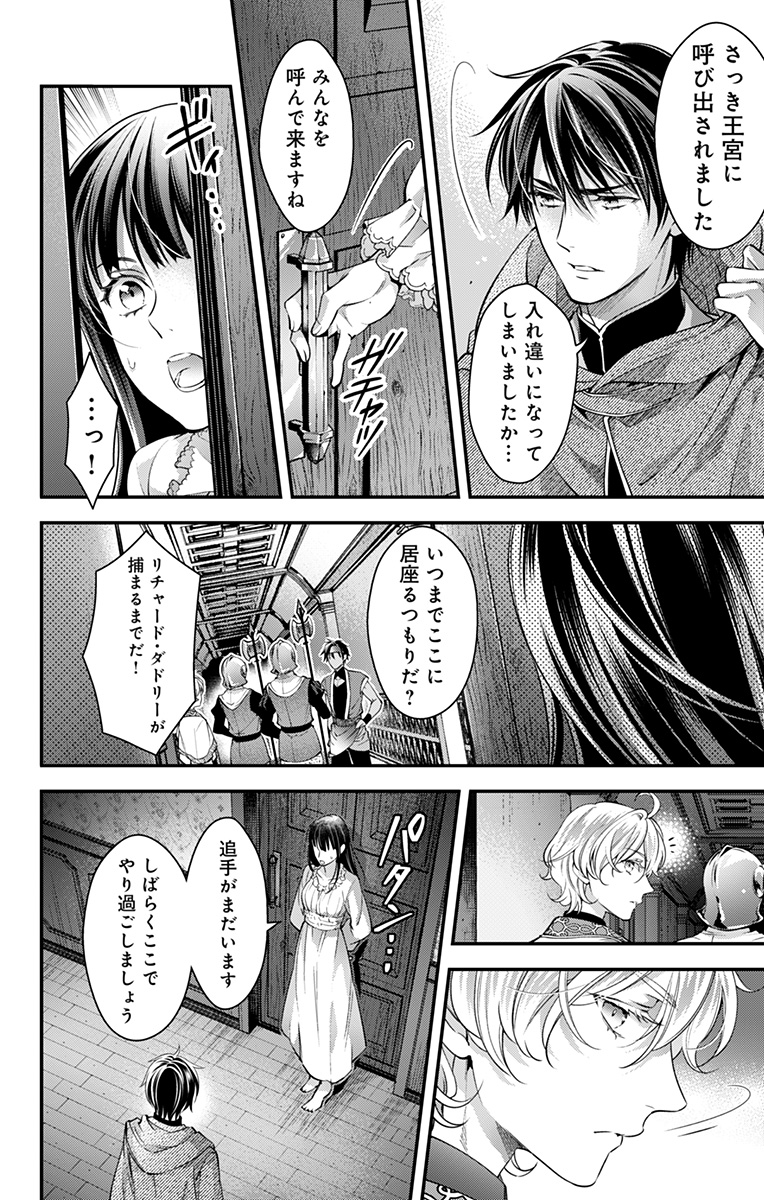 さっき王宮に
呼び出されました
入れ違いになって
しまいましたか…
みんなを
呼んで来ますね
ガチャッ
ギィ…
…っ！
いつまでここに
居座るつもりだ？
リチャード・ダドリーが
捕まるまでだ！
パタン…
追手がまだいます
しばらくここで
やり過ごしましょう